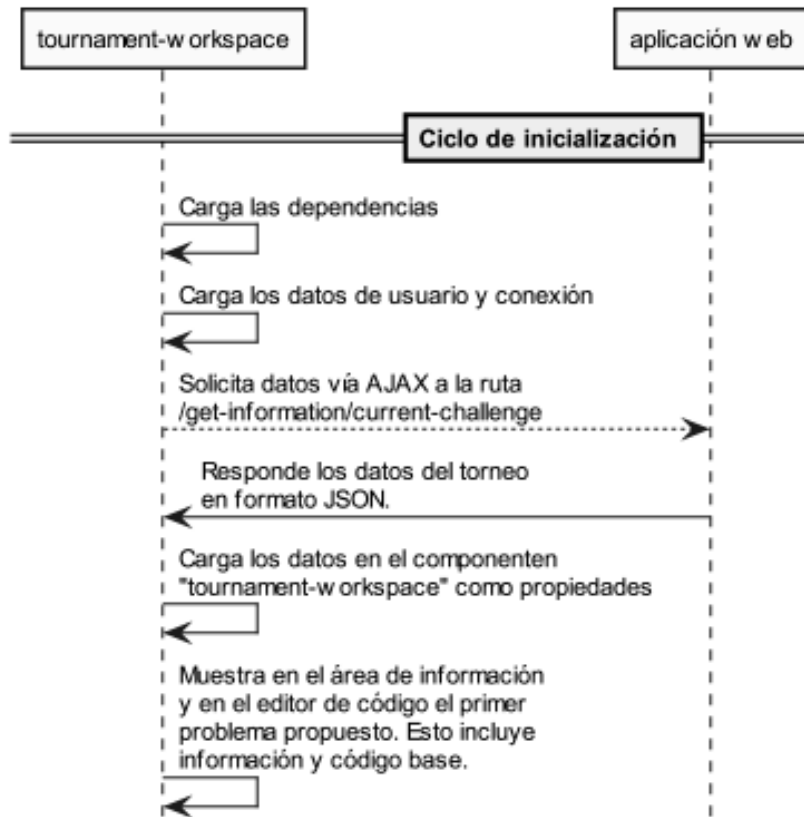 tournament-workspace
aplicación web
Ciclo de inicialización
Carga las dependencias
Carga los datos de usuario y conexión
Solicita datos vía AJAX a la ruta
/get-information/current-challenge
Responde los datos del torneo
en formato JSON.
Carga los datos en el componenten
"tournament-workspace" como propiedades
Muestra en el área de información
y en el editor de código el primer
problema propuesto. Esto incluye
información y código base.